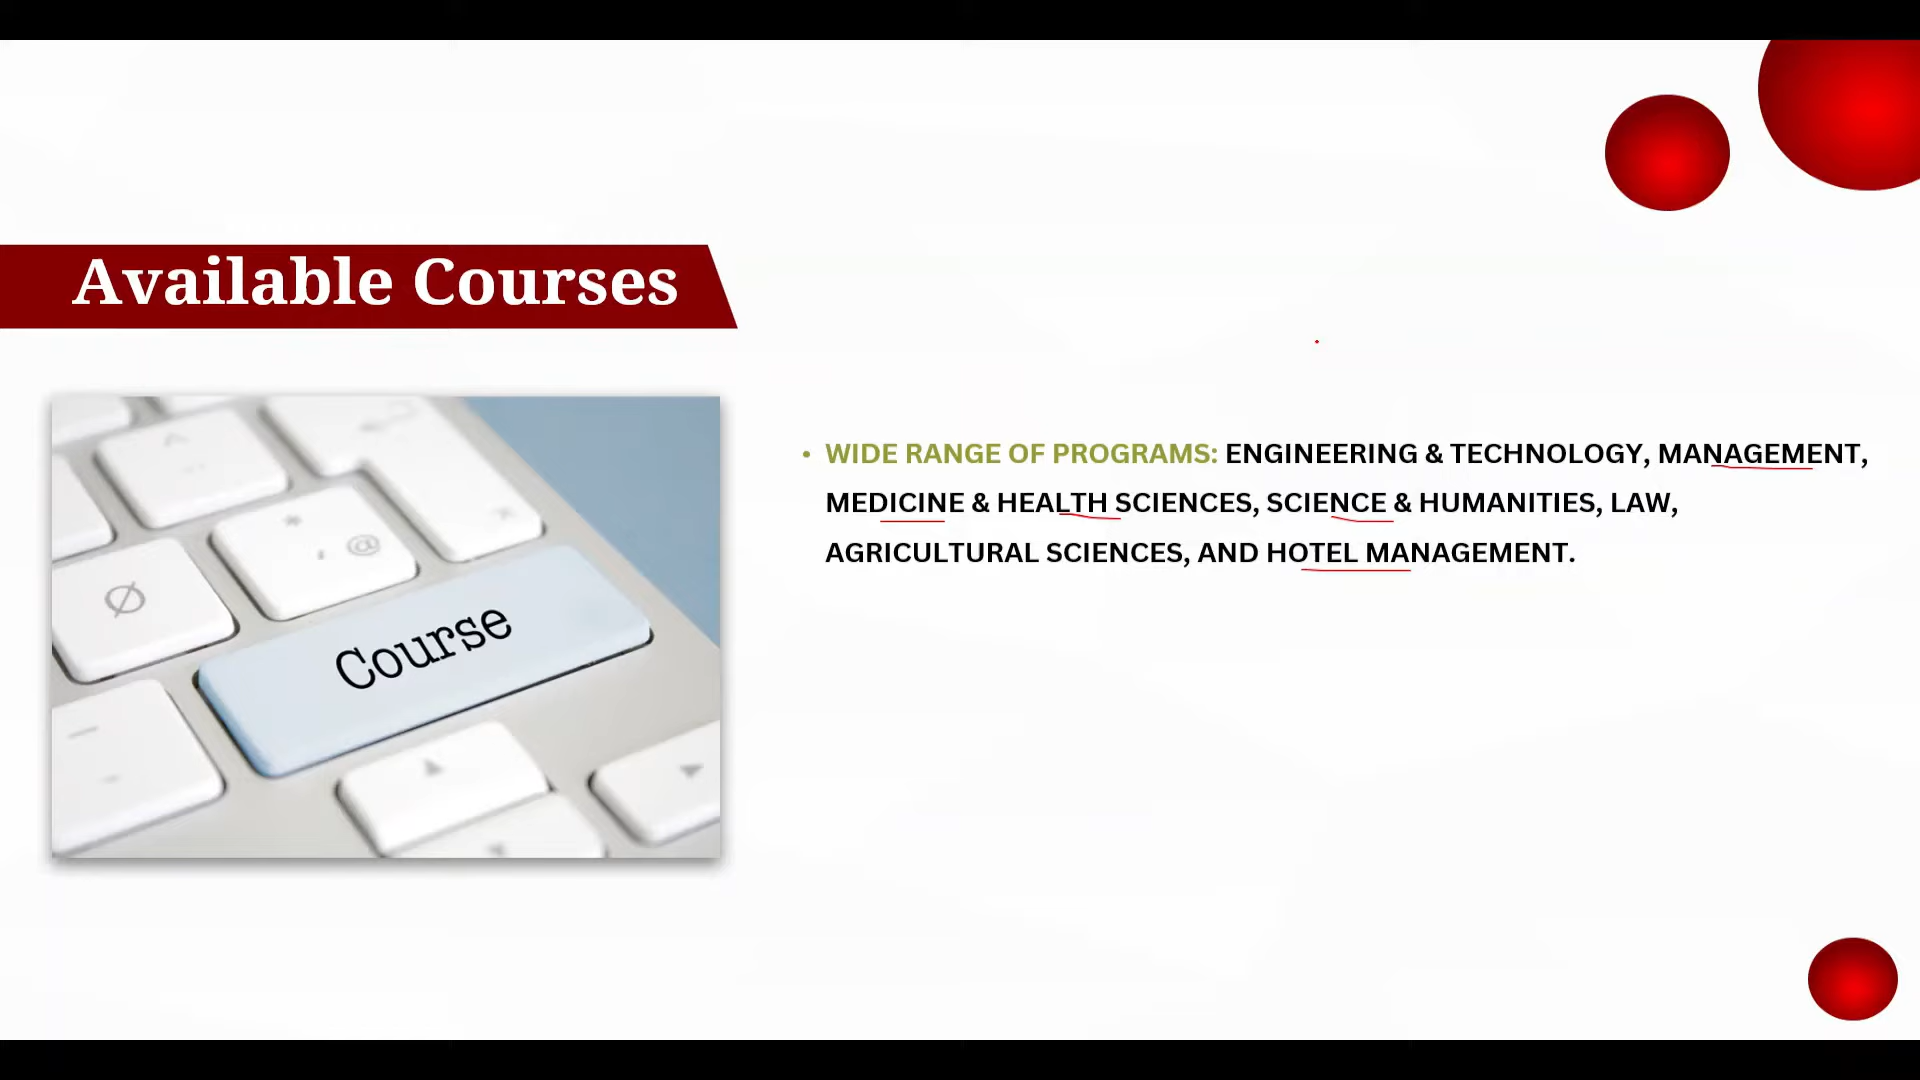 Available Courses
• WIDE RANGE OF PROGRAMS: ENGINEERING & TECHNOLOGY, MANAGEMENT,
MEDICINE & HEALTH SCIENCES, SCIENCE & HUMANITIES, LAW,
AGRICULTURAL SCIENCES, AND HOTEL MANAGEMENT.
* , @
Ø
Course